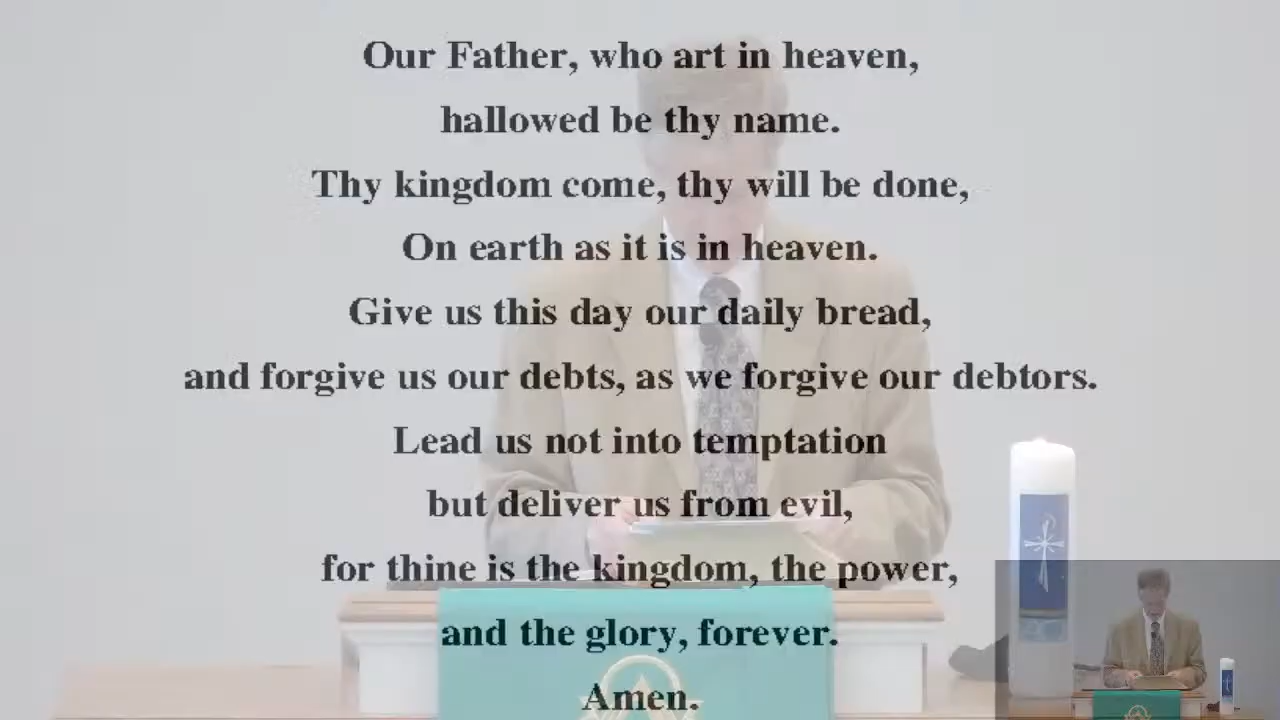 Our Father, who art in heaven,
hallowed be thy name.
Thy kingdom come, thy will be done,
On earth as it is in heaven.
Give us this day our daily bread,
and forgive us our debts, as we forgive our debtors.
Lead us not into temptation
but deliver us from evil,
for thine is the kingdom, the power,
and the glory, forever.
Amen.